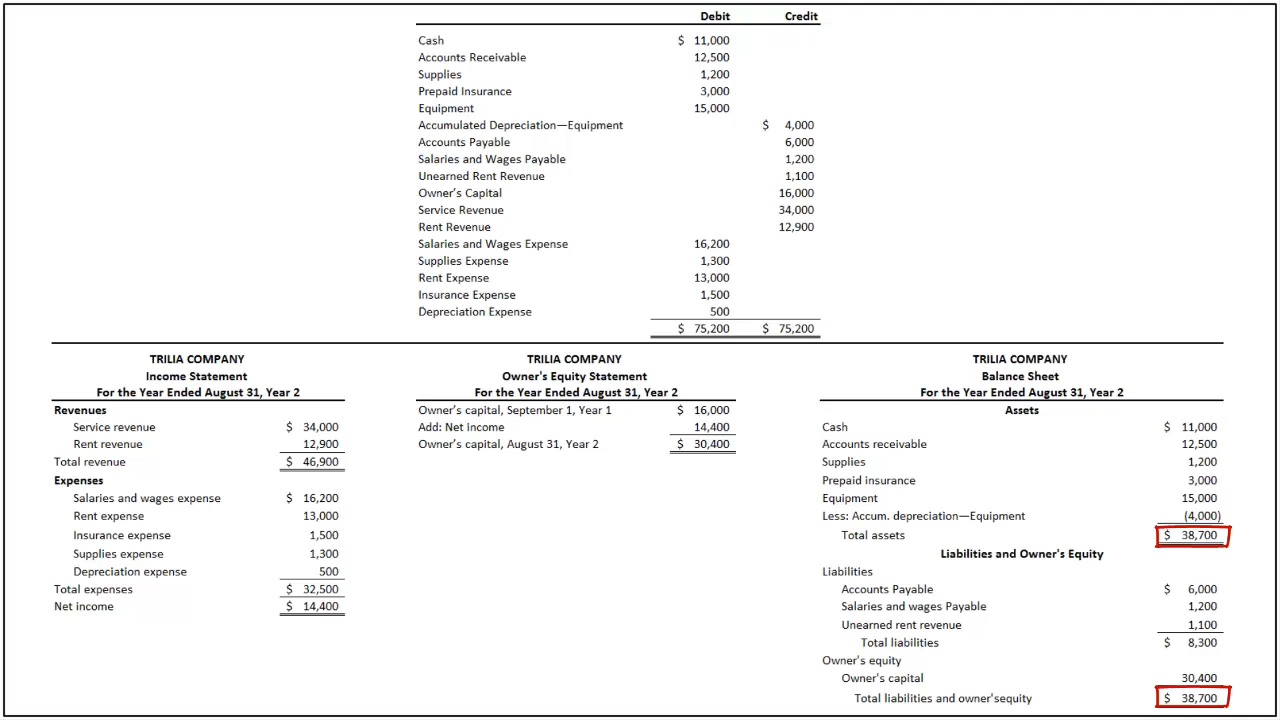 Debit Credit
Cash $ 11,000
Accounts Receivable 12,500
Supplies 1,200
Prepaid Insurance 3,000
Equipment 15,000
Accumulated Depreciation—Equipment $ 4,000
Accounts Payable 6,000
Salaries and Wages Payable 1,200
Unearned Rent Revenue 1,100
Owner's Capital 16,000
Service Revenue 34,000
Rent Revenue 12,900
Salaries and Wages Expense 16,200
Supplies Expense 1,300
Rent Expense 13,000
Insurance Expense 1,500
Depreciation Expense 500
$ 75,200 $ 75,200
TRILIA COMPANY
Income Statement
For the Year Ended August 31, Year 2
Revenues
Service revenue $ 34,000
Rent revenue 12,900
Total revenue $ 46,900
Expenses
Salaries and wages expense $ 16,200
Rent expense 13,000
Insurance expense 1,500
Supplies expense 1,300
Depreciation expense 500
Total expenses $ 32,500
Net income $ 14,400
TRILIA COMPANY
Owner's Equity Statement
For the Year Ended August 31, Year 2
Owner's capital, September 1, Year 1 $ 16,000
Add: Net income 14,400
Owner's capital, August 31, Year 2 $ 30,400
TRILIA COMPANY
Balance Sheet
For the Year Ended August 31, Year 2
Assets
Cash $ 11,000
Accounts receivable 12,500
Supplies 1,200
Prepaid insurance 3,000
Equipment 15,000
Less: Accum. depreciation—Equipment (4,000)
Total assets $ 38,700
Liabilities and Owner's Equity
Liabilities
Accounts Payable $ 6,000
Salaries and wages Payable 1,200
Unearned rent revenue 1,100
Total liabilities $ 8,300
Owner's equity
Owner's capital 30,400
Total liabilities and owner'sequity $ 38,700